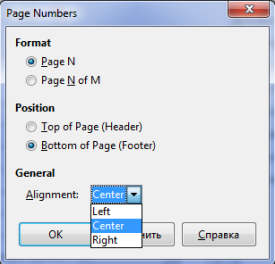 Page Numbers
Format
Page N
Page N of M
Position
Top of Page (Header)
Bottom of Page (Footer)
General
Alignment: Center
Left
Center
Right
OK
Справка